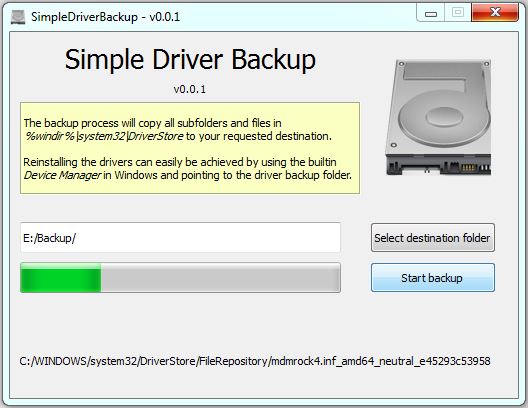 SimpleDriverBackup - v0.0.1
Simple Driver Backup
v0.0.1
The backup process will copy all subfolders and files in
%windir%\system32\DriverStore to your requested destination.
Reinstalling the drivers can easily be achieved by using the builtin
Device Manager in Windows and pointing to the driver backup folder.
E:/Backup/
Select destination folder
Start backup
C:/WINDOWS/system32/DriverStore/FileRepository/mdmrock4.inf_amd64_neutral_e45293c53958